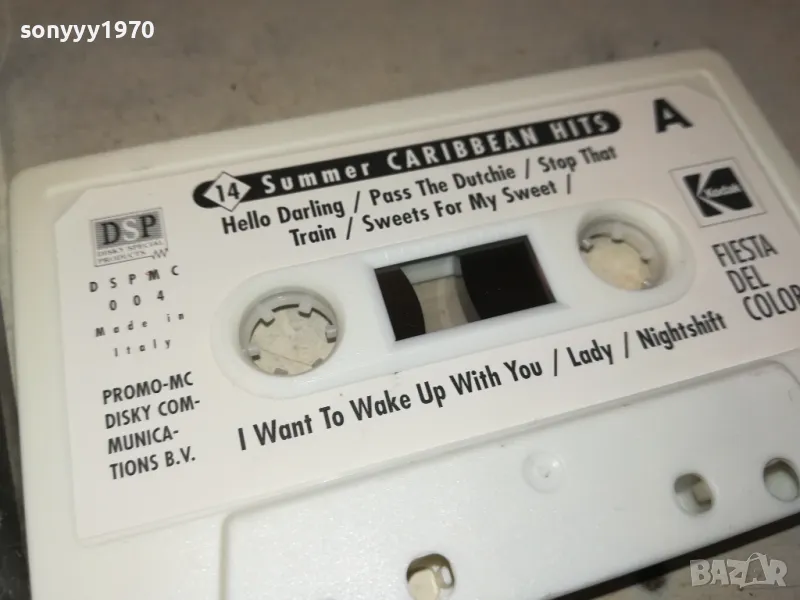 sonyyy1970
14 Summer CARIBBEAN HITS
A
Hello Darling / Pass The Dutchie / Stop That
Train / Sweets For My Sweet /
DSP
DISKY SPECIAL
PRODUCTS
DSPMC
004
Made in
Italy
Kodak
FIESTA
DEL
COLOR
PROMO-MC
DISKY COM-
MUNICA-
TIONS B.V.
I Want To Wake Up With You / Lady / Nightshift
BAZAR